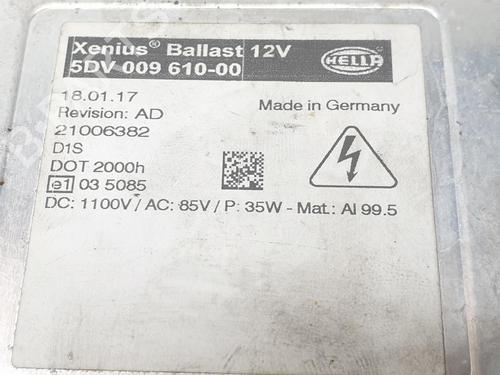 Xenius® Ballast 12V
5DV 009 610-00
HELLA
18.01.17
Made in Germany
Revision: AD
21006382
D1S
DOT 2000h
e1 03 5085
DC: 1100V / AC: 85V / P: 35W - Mat.: Al 99.5